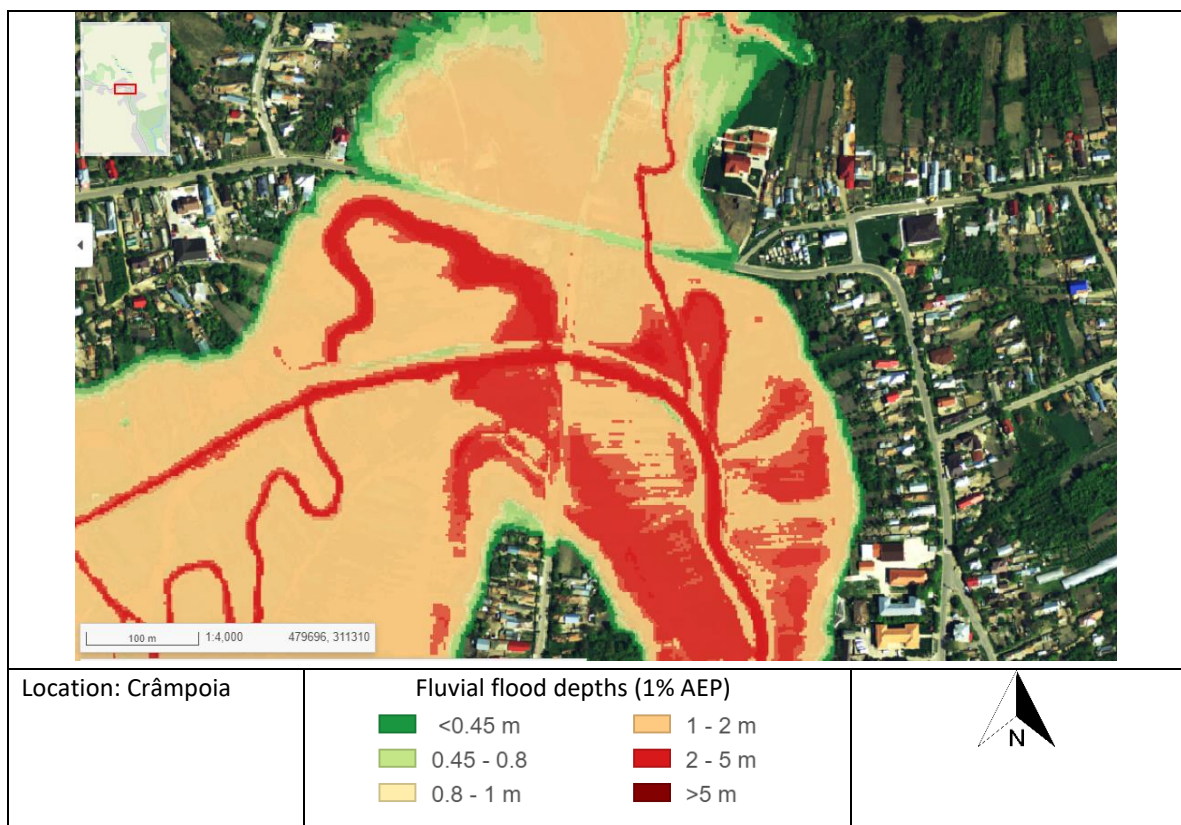 100 m 1:4,000 479696, 311310
Location: Crâmpoia
Fluvial flood depths (1% AEP)
<0.45 m
0.45 - 0.8
0.8 - 1 m
1 - 2 m
2 - 5 m
>5 m
N